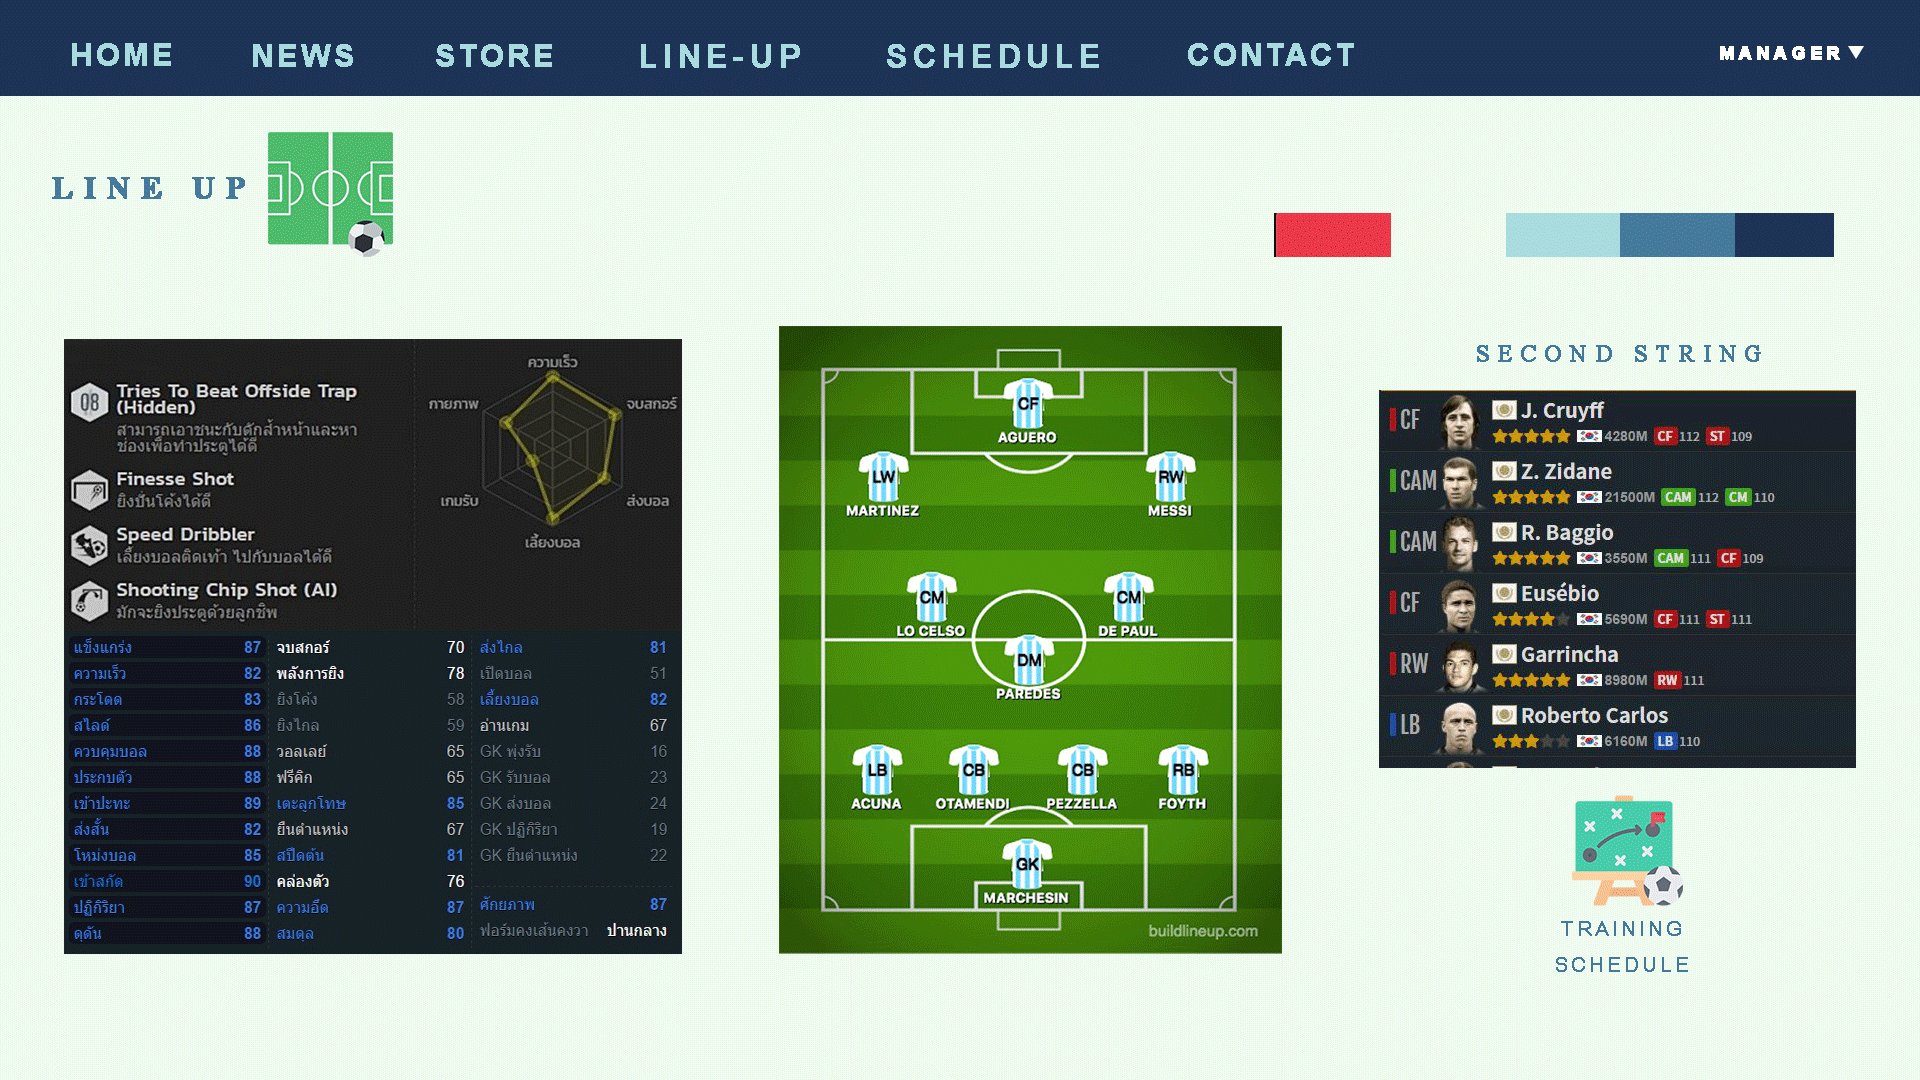 HOME NEWS STORE LINE-UP SCHEDULE CONTACT MANAGER▼
LINE UP
Tries To Beat Offside Trap
(Hidden)
สามารถเอาชนะกับดักล้ำหน้าและหา
ช่องเพื่อทำประตูได้ดี
Finesse Shot
ยิงปั่นโค้งได้ดี
Speed Dribbler
เลี้ยงบอลติดเท้า ไปกับบอลได้ดี
Shooting Chip Shot (AI)
มักจะยิงประตูด้วยลูกชิพ
08
ความเร็ว
กายภาพ
จบสกอร์
เกมรับ
ส่งบอล
เลี้ยงบอล
แข็งแกร่ง 87 จบสกอร์ 70 ส่งไกล 81
ความเร็ว 82 พลังการยิง 78 เปิดบอล 51
กระโดด 83 ยิงโค้ง 58 เลี้ยงบอล 82
สไลด์ 86 ยิงไกล 59 อ่านเกม 67
ควบคุมบอล 88 วอลเลย์ 65 GK พุ่งรับ 16
ประกบตัว 88 ฟรีคิก 65 GK รับบอล 23
เข้าปะทะ 89 เตะลูกโทษ 85 GK ส่งบอล 24
ส่งสั้น 82 ยืนตำแหน่ง 67 GK ปฏิกิริยา 19
โหม่งบอล 85 สปีดต้น 81 GK ยืนตำแหน่ง 22
เข้าสกัด 90 คล่องตัว 76
ปฏิกิริยา 87 ความอึด 87 ศักยภาพ 87
ดุดัน 88 สมดุล 80 ฟอร์มคงเส้นคงวา ปานกลาง
CF
AGUERO
LW RW
MARTINEZ MESSI
CM CM
LO CELSO DE PAUL
DM
PAREDES
LB CB CB RB
ACUNA OTAMENDI PEZZELLA FOYTH
GK
MARCHESIN
buildlineup.com
SECOND STRING
CF J. Cruyff
4280M CF 112 ST 109
CAM Z. Zidane
21500M CAM 112 CM 110
CAM R. Baggio
3550M CAM 111 CF 109
CF Eusébio
5690M CF 111 ST 111
RW Garrincha
8980M RW 111
LB Roberto Carlos
6160M LB 110
TRAINING
SCHEDULE